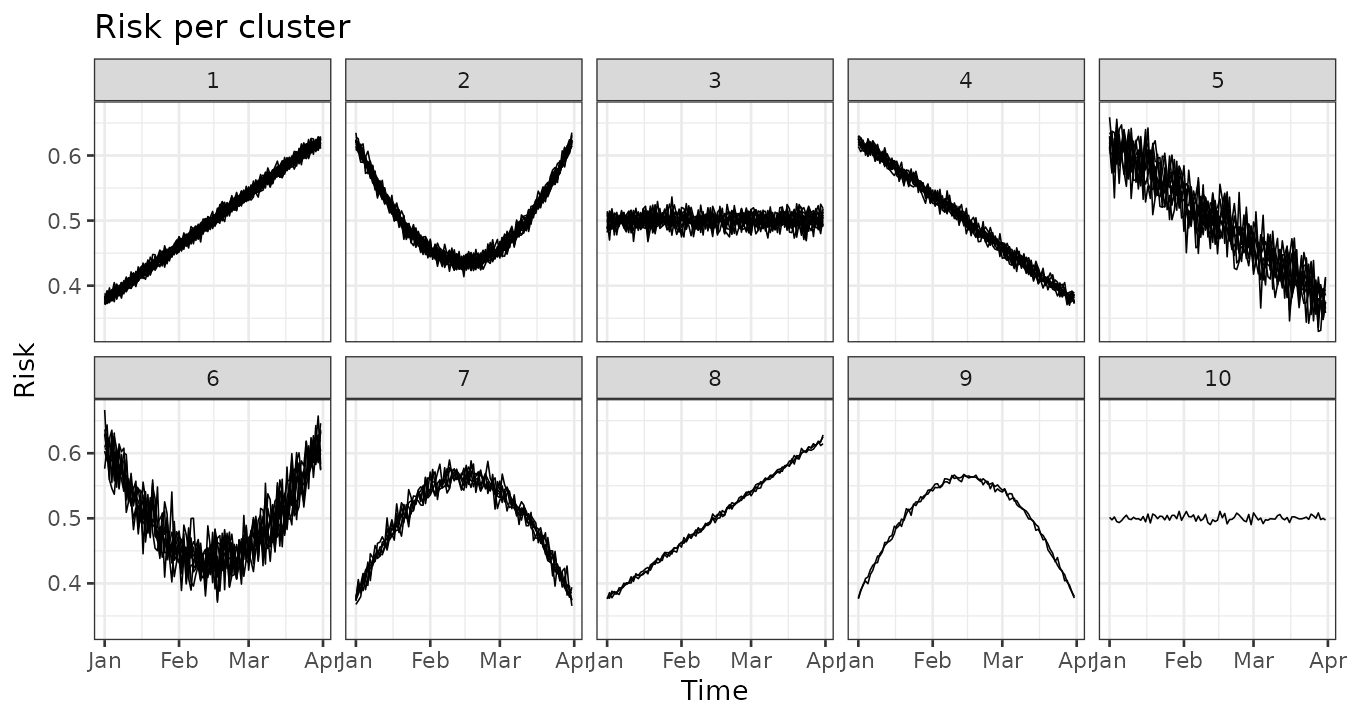 Risk per cluster
1 2 3 4 5
0.6
0.5
0.4
Risk
6 7 8 9 10
0.6
0.5
0.4
Jan Feb Mar Apr Jan Feb Mar Apr Jan Feb Mar Apr Jan Feb Mar Apr Jan Feb Mar Apr
Time